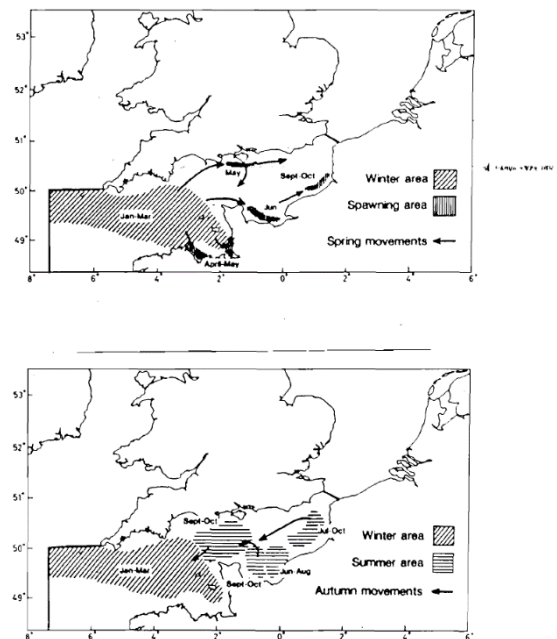 53°
52°
51°
50°
49°
May
Sept-Oct
Jun
Jan-Mar
April-May
Winter area
Spawning area
Spring movements
8° 6° 4° 2° 0° 2° 4° 6°
53°
52°
51°
50°
49°
Sept-Oct
Jul-Oct
Jan-Mar
Jun-Aug
Sept-Oct
Winter area
Summer area
Autumn movements
8° 6° 4° 2° 0° 2° 4° 6°